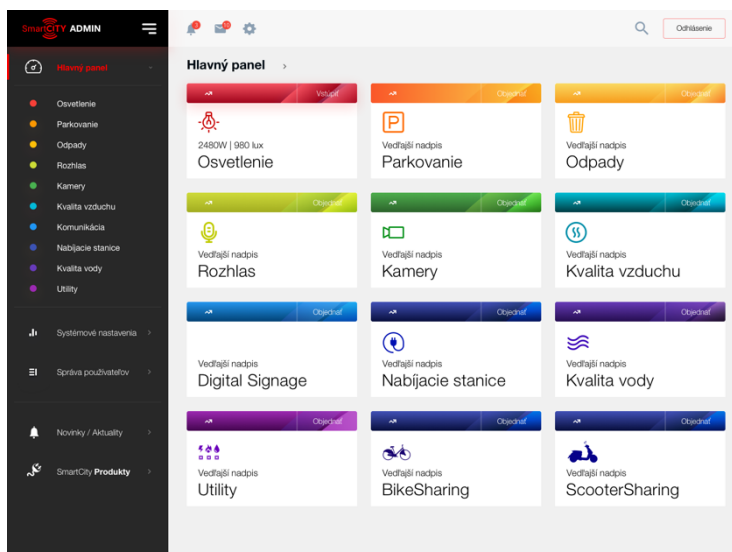 SmartCITY ADMIN
Odhlásenie
Hlavný panel
Hlavný panel
Osvetlenie
Parkovanie
Odpady
Rozhlas
Kamery
Kvalita vzduchu
Komunikácia
Nabíjacie stanice
Kvalita vody
Utility
Systémové nastavenia
Správa používateľov
Novinky / Aktuality
SmartCity Produkty
Vstúpiť
2480W | 980 lux
Osvetlenie
Objednať
P
Vedľajší nadpis
Parkovanie
Objednať
Vedľajší nadpis
Odpady
Objednať
Vedľajší nadpis
Rozhlas
Objednať
Vedľajší nadpis
Kamery
Objednať
Vedľajší nadpis
Kvalita vzduchu
Objednať
Vedľajší nadpis
Digital Signage
Objednať
Vedľajší nadpis
Nabíjacie stanice
Objednať
Vedľajší nadpis
Kvalita vody
Objednať
Vedľajší nadpis
Utility
Objednať
Vedľajší nadpis
BikeSharing
Objednať
Vedľajší nadpis
ScooterSharing